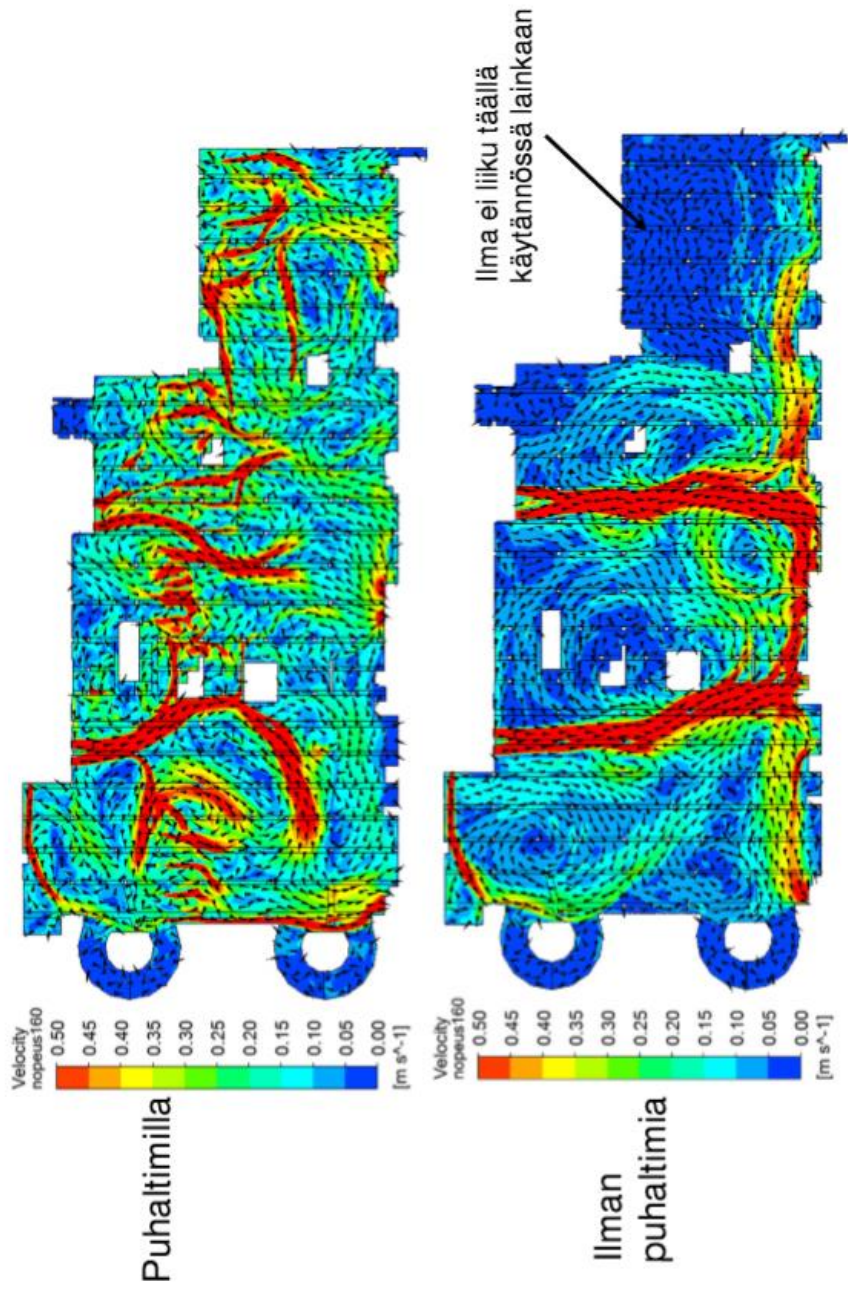 Puhaltimilla
Velocity
nopeus160
0.50
0.45
0.40
0.35
0.30
0.25
0.20
0.15
0.10
0.05
0.00
[m s^-1]
Ilman
puhaltimia
Velocity
nopeus160
0.50
0.45
0.40
0.35
0.30
0.25
0.20
0.15
0.10
0.05
0.00
[m s^-1]
Ilma ei liiku täällä
käytännössä lainkaan